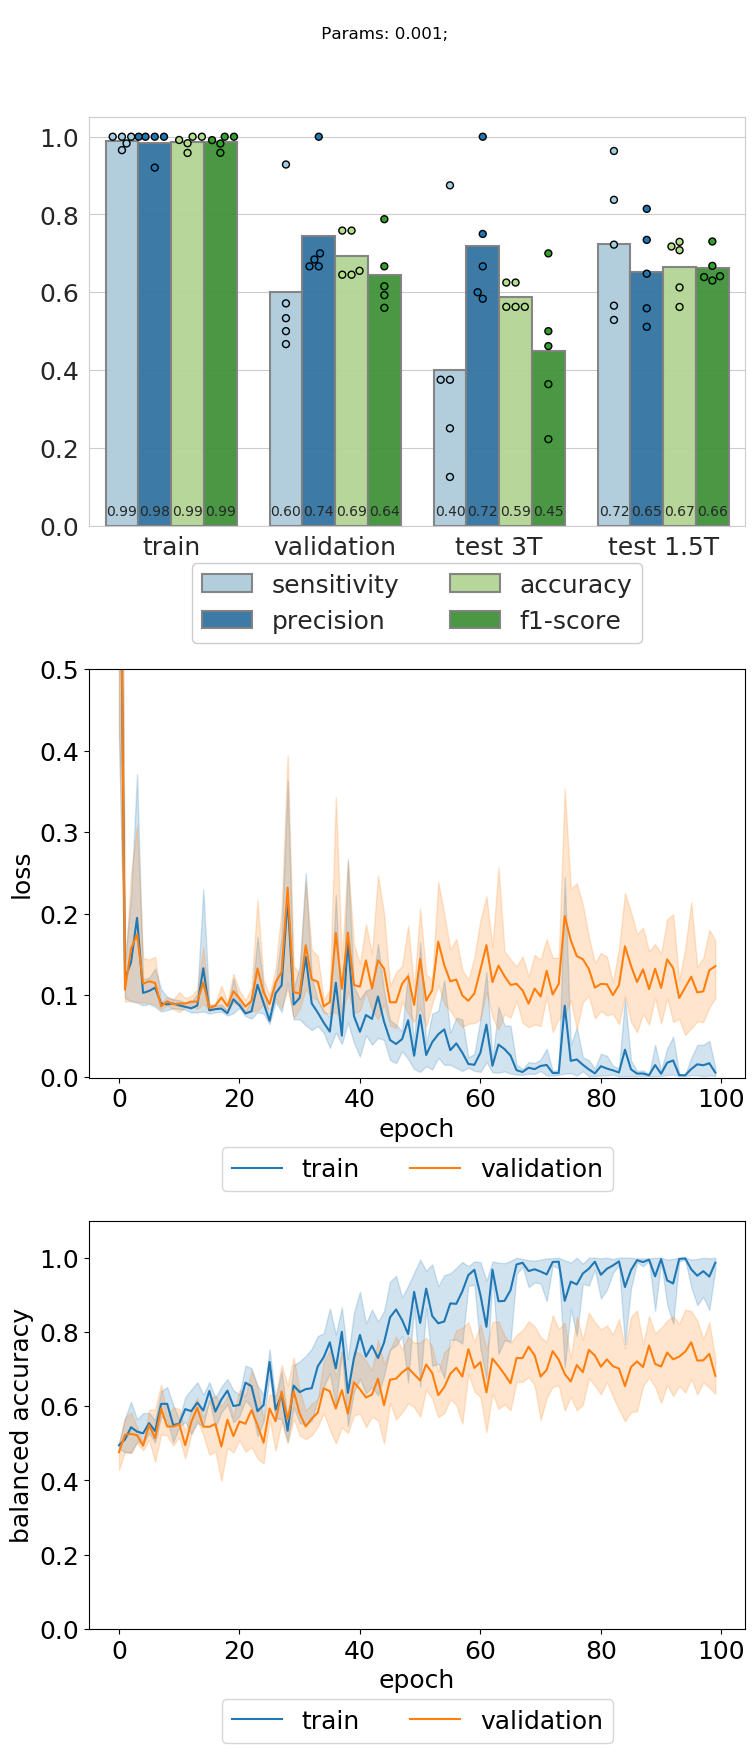 Params: 0.001;
1.0
0.8
0.6
0.4
0.2
0.0
0.99 0.98 0.99 0.99 0.60 0.74 0.69 0.64 0.40 0.72 0.59 0.45 0.72 0.65 0.67 0.66
train validation test 3T test 1.5T
sensitivity accuracy
precision f1-score
0.5
0.4
0.3
0.2
0.1
0.0
loss
0 20 40 60 80 100
epoch
train validation
1.0
0.8
0.6
0.4
0.2
0.0
balanced accuracy
0 20 40 60 80 100
epoch
train validation